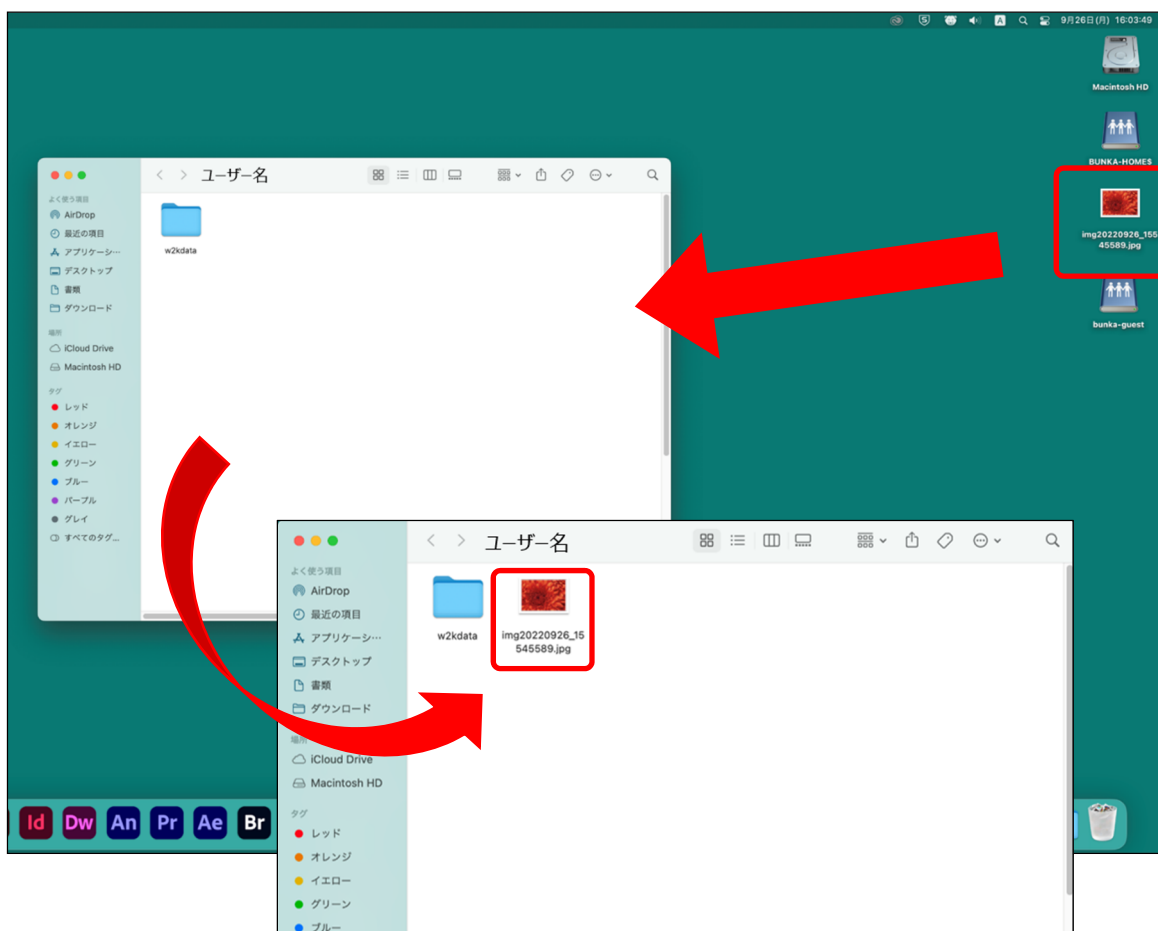 9月26日(月) 16:03:49
Macintosh HD
BUNKA-HOMES
img20220926_155
45589.jpg
bunka-guest
ユーザー名
よく使う項目
AirDrop
最近の項目
アプリケーシ…
デスクトップ
書類
ダウンロード
場所
iCloud Drive
Macintosh HD
タグ
レッド
オレンジ
イエロー
グリーン
ブルー
パープル
グレイ
すべてのタグ…
w2kdata
ユーザー名
よく使う項目
AirDrop
最近の項目
アプリケーシ…
デスクトップ
書類
ダウンロード
場所
iCloud Drive
Macintosh HD
タグ
レッド
オレンジ
イエロー
グリーン
ブルー
w2kdata
img20220926_15
545589.jpg
Id Dw An Pr Ae Br